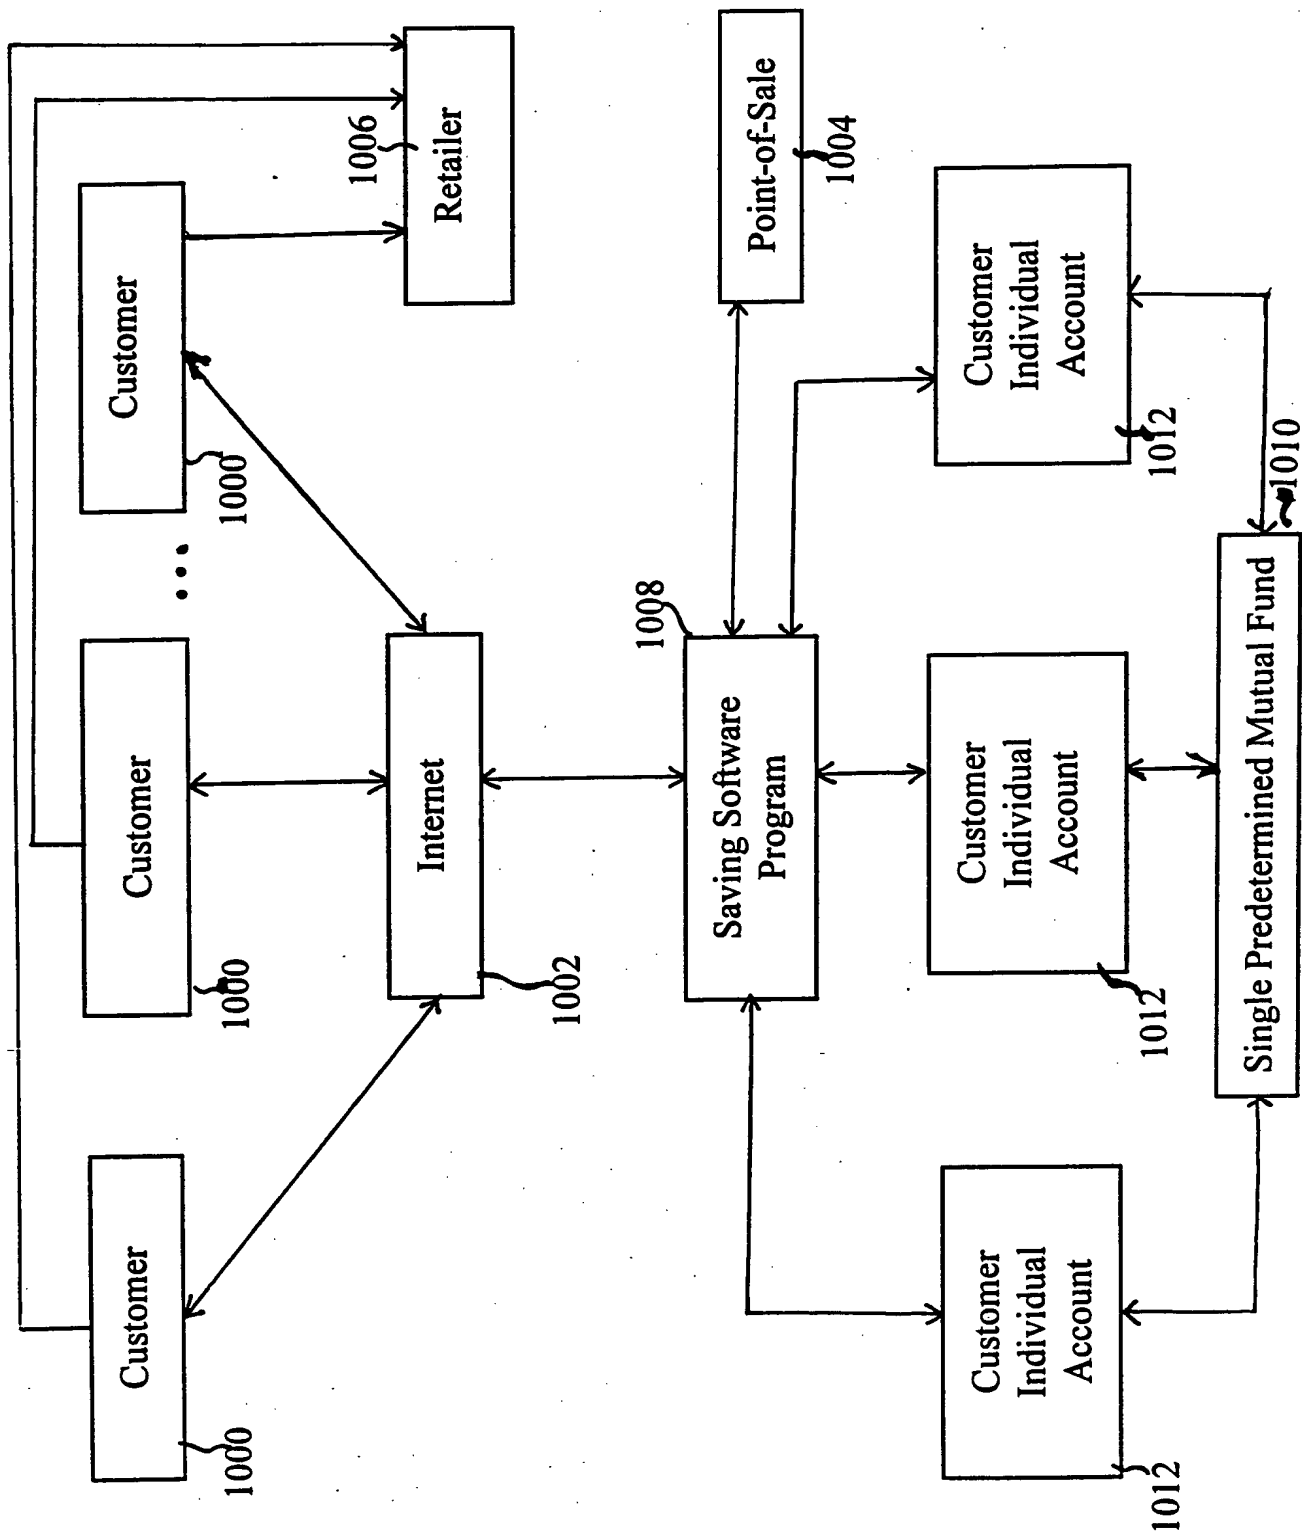 Customer
1000
Customer
1000
...
Customer
1000
1006
Retailer
Internet
1002
1008
Saving Software
Program
Point-of-Sale
1004
Customer
Individual
Account
1012
Customer
Individual
Account
1012
Customer
Individual
Account
1012
Single Predetermined Mutual Fund
1010